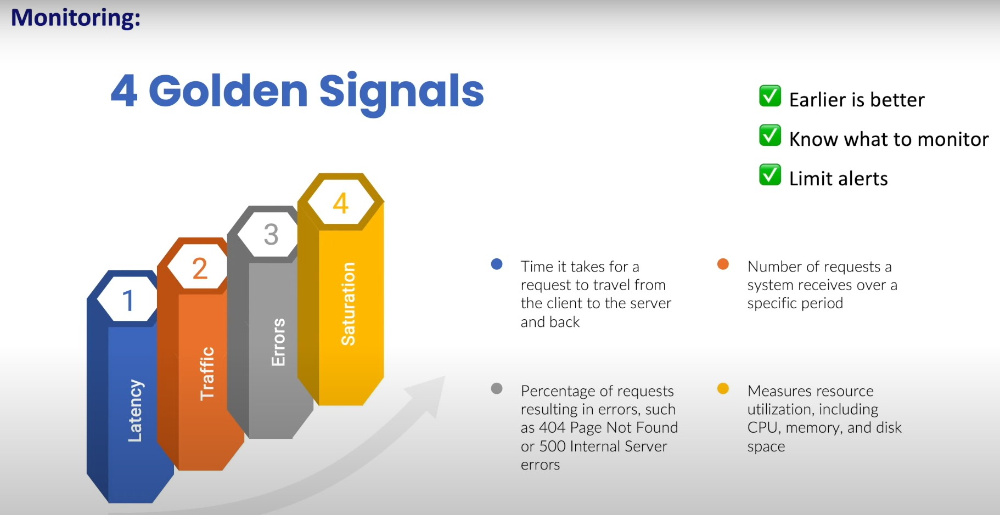 Monitoring:
4 Golden Signals
✅ Earlier is better
✅ Know what to monitor
✅ Limit alerts
1
Latency
2
Traffic
3
Errors
4
Saturation
Time it takes for a
request to travel from
the client to the server
and back
Number of requests a
system receives over a
specific period
Percentage of requests
resulting in errors, such
as 404 Page Not Found
or 500 Internal Server
errors
Measures resource
utilization, including
CPU, memory, and disk
space